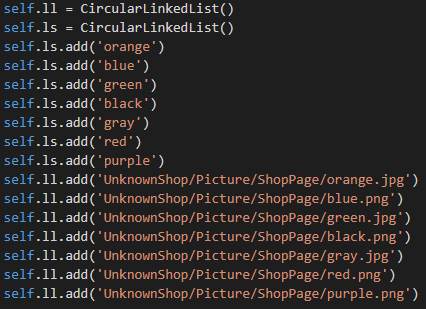 self.ll = CircularLinkedList()
self.ls = CircularLinkedList()
self.ls.add('orange')
self.ls.add('blue')
self.ls.add('green')
self.ls.add('black')
self.ls.add('gray')
self.ls.add('red')
self.ls.add('purple')
self.ll.add('UnknownShop/Picture/ShopPage/orange.jpg')
self.ll.add('UnknownShop/Picture/ShopPage/blue.png')
self.ll.add('UnknownShop/Picture/ShopPage/green.jpg')
self.ll.add('UnknownShop/Picture/ShopPage/black.png')
self.ll.add('UnknownShop/Picture/ShopPage/gray.jpg')
self.ll.add('UnknownShop/Picture/ShopPage/red.png')
self.ll.add('UnknownShop/Picture/ShopPage/purple.png')